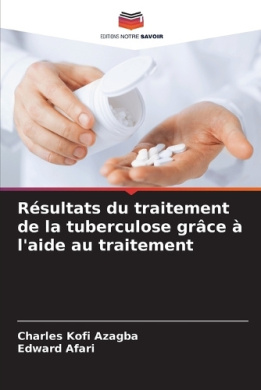 EDITIONS NOTRE SAVOIR
Résultats du traitement
de la tuberculose grâce à
l'aide au traitement
Charles Kofi Azagba
Edward Afari